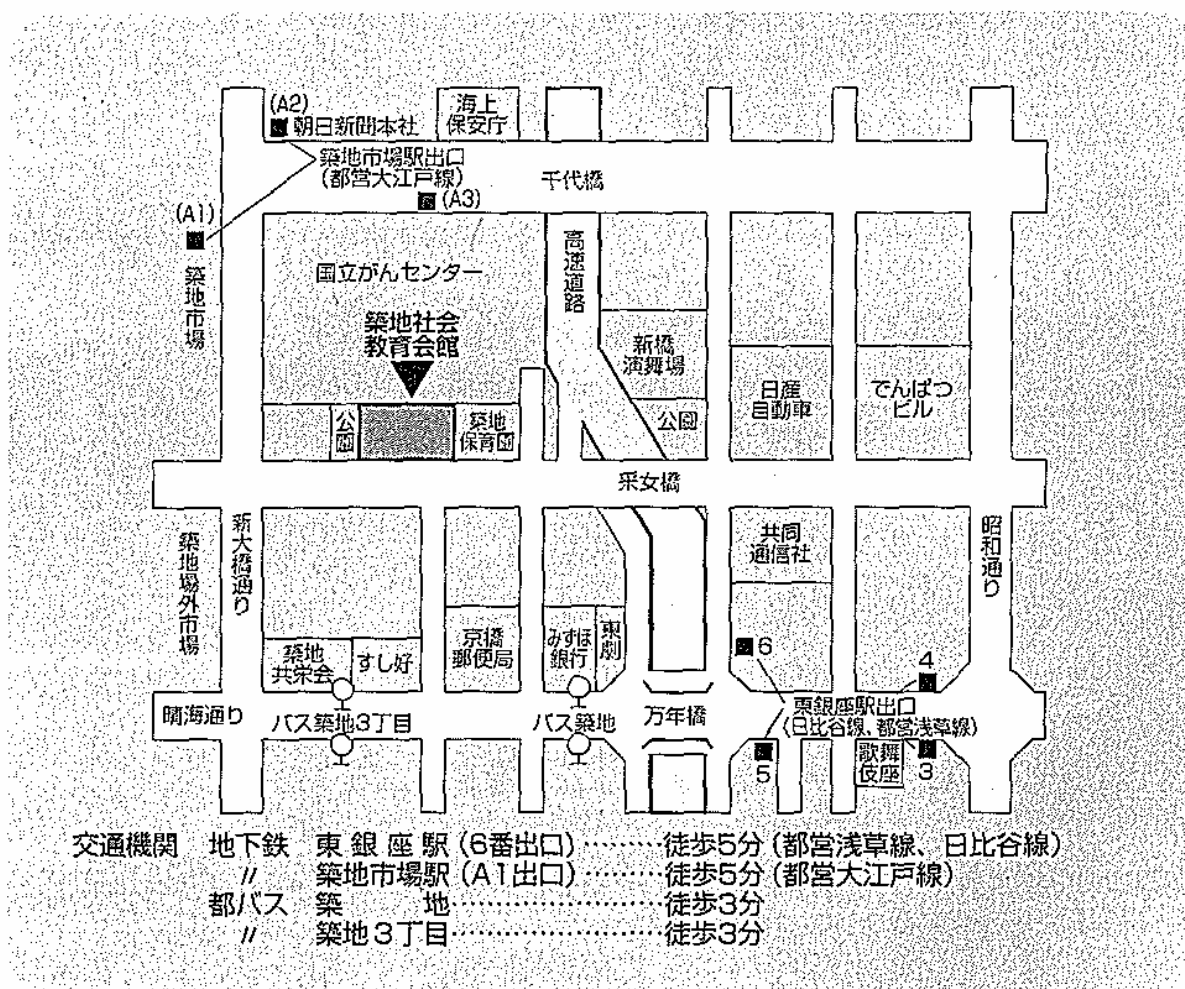 (A2)
朝日新聞本社
海上
保安庁
築地市場駅出口
(都営大江戸線)
(A3)
千代橋
(A1)
築地市場
国立がんセンター
高速道路
築地社会
教育会館
新橋
演舞場
日産
自動車
でんぱつ
ビル
公園
築地
保育園
公園
采女橋
新大橋通り
築地場外市場
共同
通信社
昭和通り
築地
共栄会
すし好
京橋
郵便局
みずほ
銀行
東劇
6
4
晴海通り
バス築地3丁目
バス築地
万年橋
東銀座駅出口
(日比谷線、都営浅草線)
5
歌舞
伎座
3
交通機関 地下鉄 東銀座駅(6番出口)………徒歩5分(都営浅草線、日比谷線)
〃 築地市場駅(A1出口)………徒歩5分(都営大江戸線)
都バス 築地………徒歩3分
〃 築地3丁目………徒歩3分